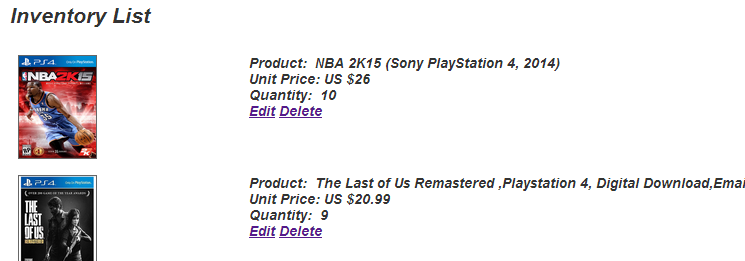 Inventory List
PS4
NBA 2K15
35
2K
Product:  NBA 2K15 (Sony PlayStation 4, 2014)
Unit Price: US $26
Quantity:  10
Edit Delete
PS4
THE
LAST
OF US
Product:  The Last of Us Remastered ,Playstation 4, Digital Download,Emai
Unit Price: US $20.99
Quantity:  9
Edit Delete